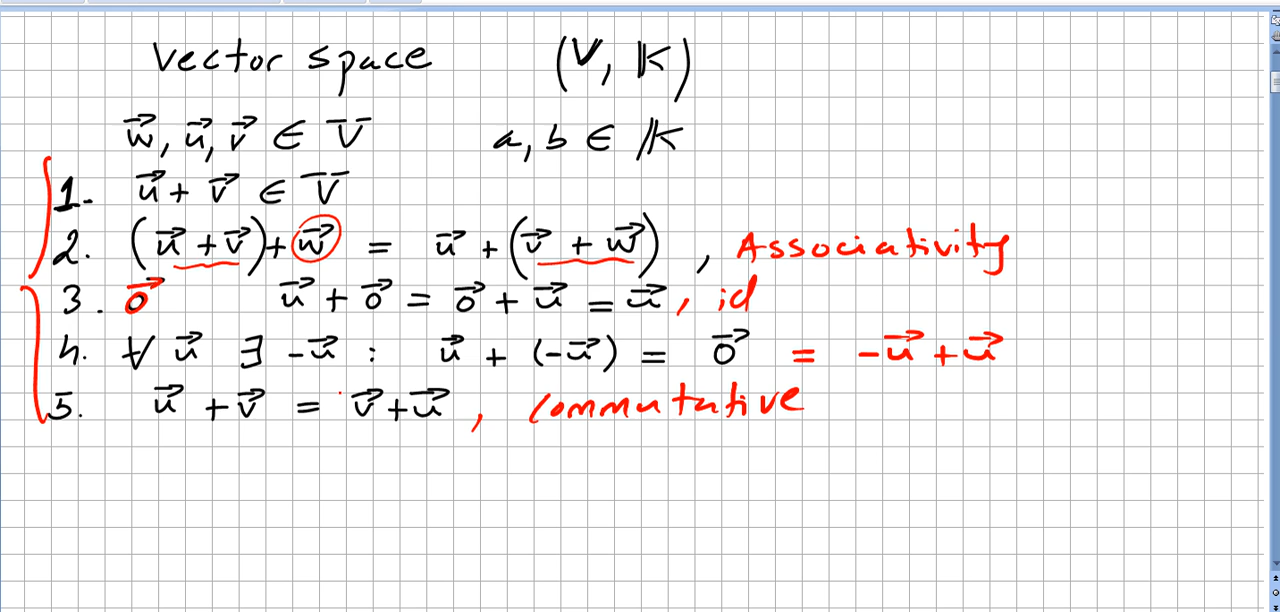 vector space (V, 𝕂)
w⃗, u⃗, v⃗ ∈ V a, b ∈ 𝕂
1. u⃗ + v⃗ ∈ V
2. (u⃗ + v⃗) + w⃗ = u⃗ + (v⃗ + w⃗), Associativity
3. 0⃗ u⃗ + 0⃗ = 0⃗ + u⃗ = u⃗, id
4. ∀ u⃗ ∃ -u⃗ : u⃗ + (-u⃗) = 0⃗ = -u⃗ + u⃗
5. u⃗ + v⃗ = v⃗ + u⃗, commutative